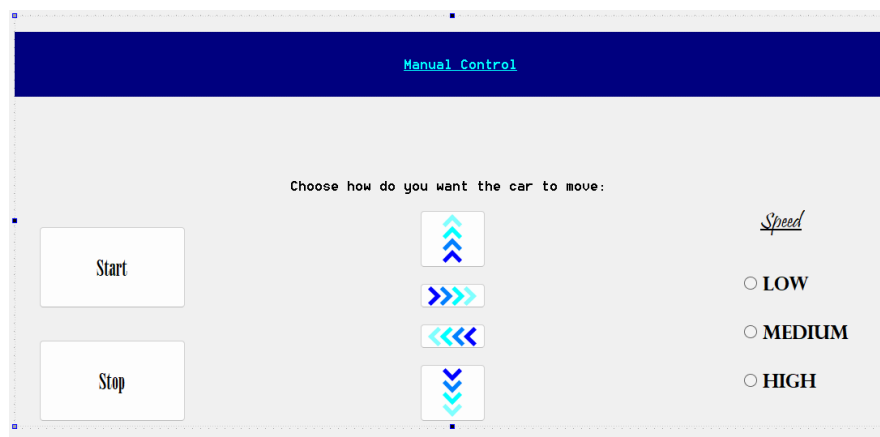 Manual Control
Choose how do you want the car to move:
Speed
Start
LOW
MEDIUM
Stop
HIGH